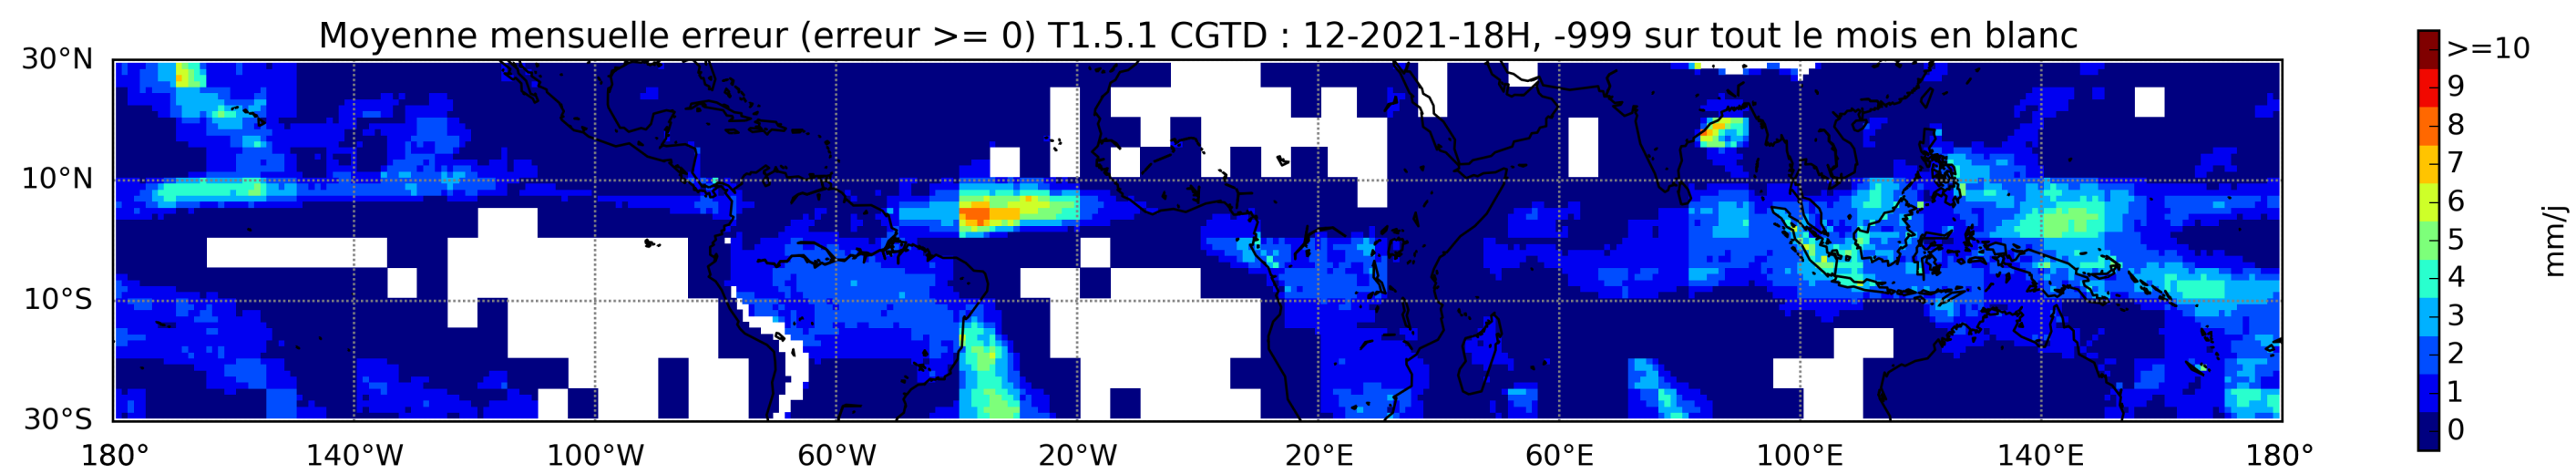 Moyenne mensuelle erreur (erreur >= 0) T1.5.1 CGTD : 12-2021-18H, -999 sur tout le mois en blanc
30°N
10°N
10°S
30°S
180° 140°W 100°W 60°W 20°W 20°E 60°E 100°E 140°E 180°
>=10
9
8
7
6
5
4
3
2
1
0
mm/j